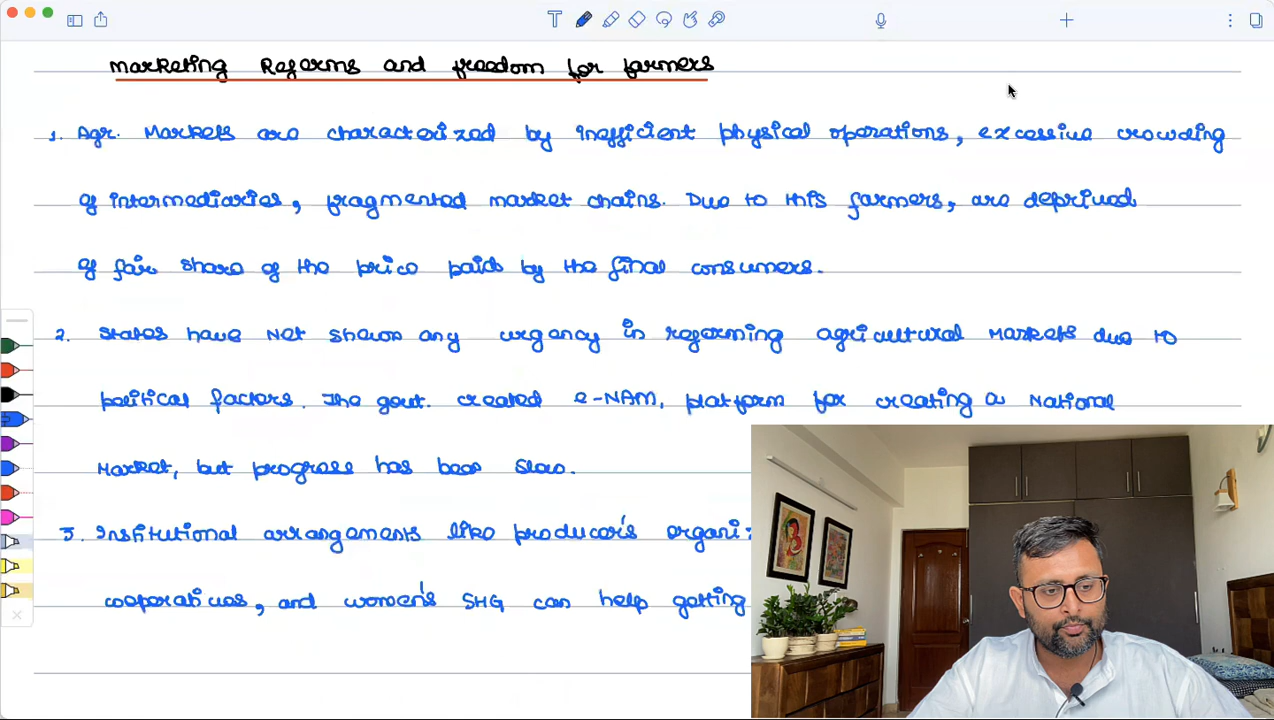 Marketing Reforms and freedom for farmers
1. Agr. Markets are characterized by inefficient physical operations, excessive crowding
of intermediaries, fragmented market chains. Due to this farmers, are deprived
of fair share of the price paid by the final consumers.
2. States have not shown any urgency in reforming agricultural markets due to
political factors. The govt. created e-NAM, platform for creating a National
Market, but progress has been slow.
3. Institutional arrangements like producer's organi
cooperatives, and women's SHG can help getting